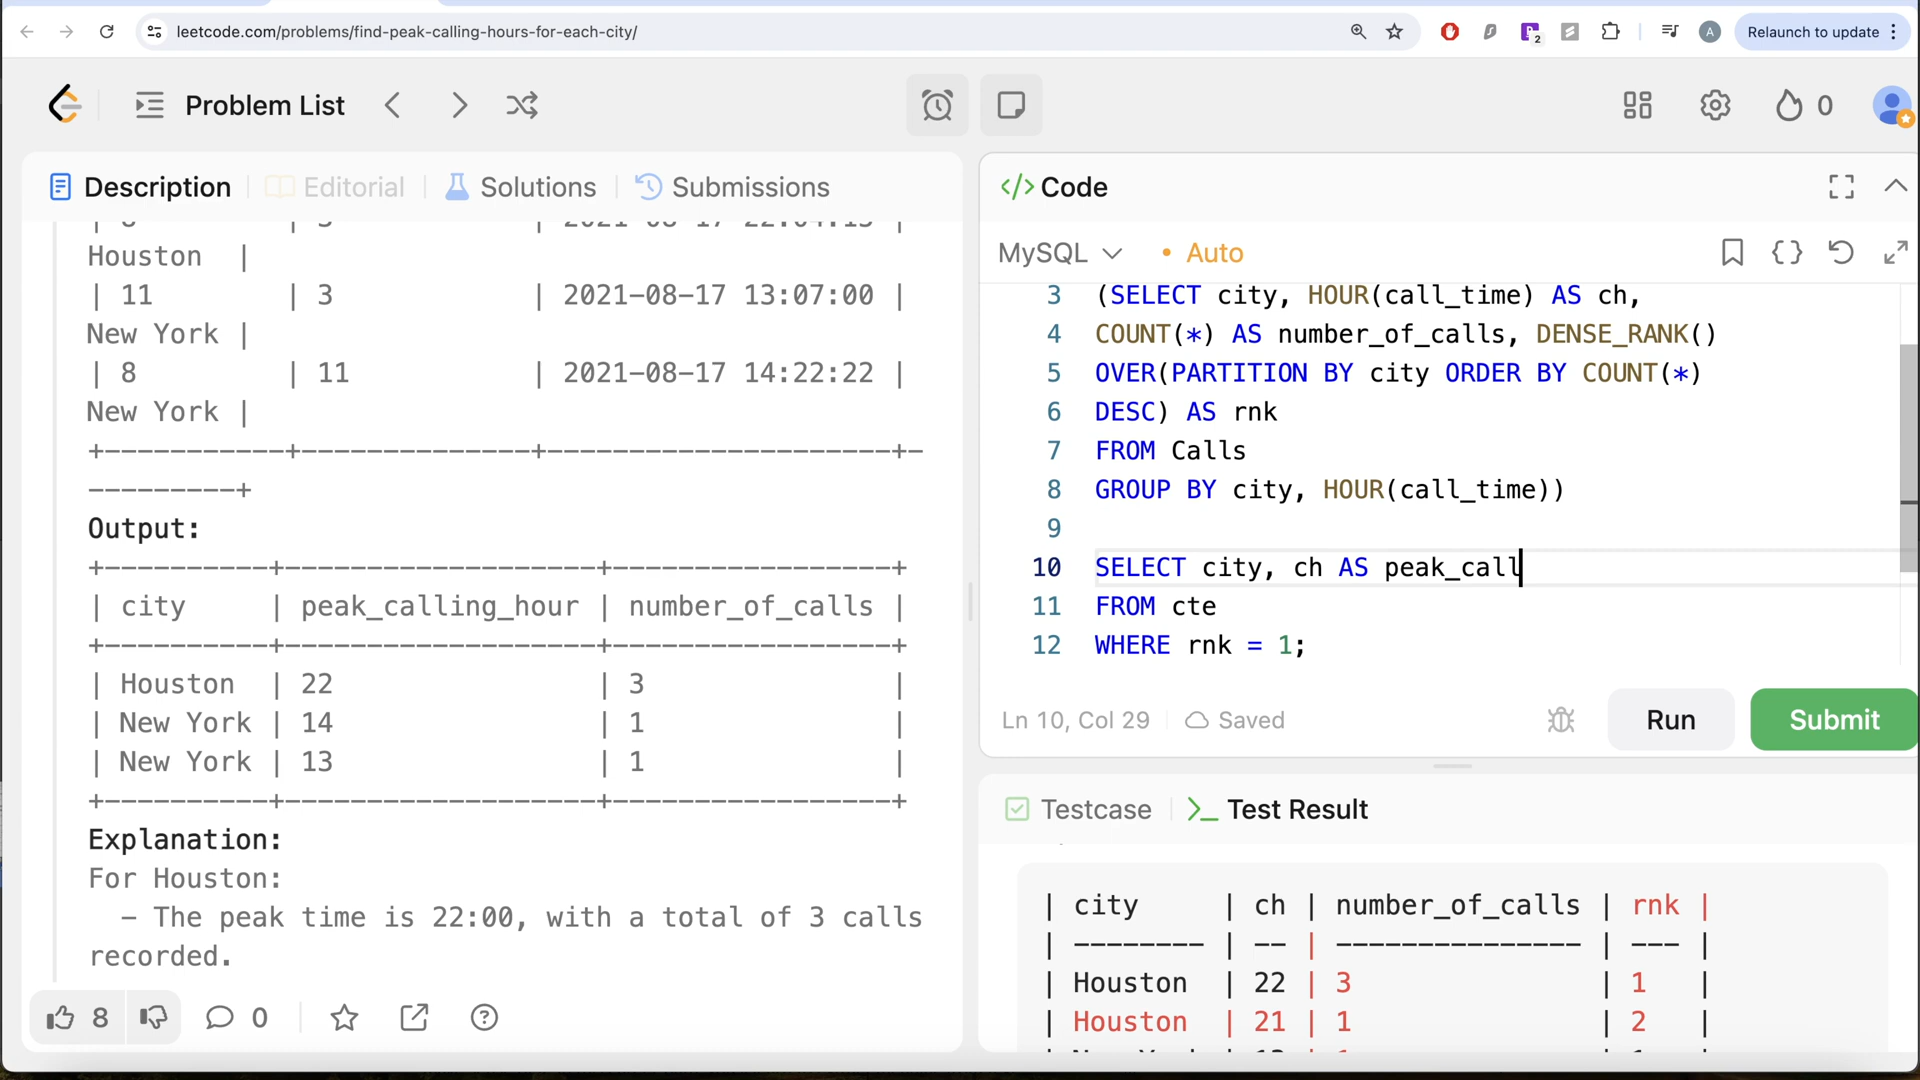 leetcode.com/problems/find-peak-calling-hours-for-each-city/
2
A
Relaunch to update
Problem List
0
Description
Editorial
Solutions
Submissions
Houston |
| 11 | 3 | 2021-08-17 13:07:00 |
New York |
| 8 | 11 | 2021-08-17 14:22:22 |
New York |
+-----------+--------------+---------------------+-
----------+
Output:
+----------+-------------------+-----------------+
| city | peak_calling_hour | number_of_calls |
+----------+-------------------+-----------------+
| Houston | 22 | 3 |
| New York | 14 | 1 |
| New York | 13 | 1 |
+----------+-------------------+-----------------+
Explanation:
For Houston:
- The peak time is 22:00, with a total of 3 calls
recorded.
8
0
</> Code
MySQL
• Auto
3 (SELECT city, HOUR(call_time) AS ch,
4 COUNT(*) AS number_of_calls, DENSE_RANK()
5 OVER(PARTITION BY city ORDER BY COUNT(*)
6 DESC) AS rnk
7 FROM Calls
8 GROUP BY city, HOUR(call_time))
9
10 SELECT city, ch AS peak_call
11 FROM cte
12 WHERE rnk = 1;
Ln 10, Col 29
Saved
Run
Submit
Testcase
>_ Test Result
| city | ch | number_of_calls | rnk |
| -------- | -- | --------------- | --- |
| Houston | 22 | 3 | 1 |
| Houston | 21 | 1 | 2 |